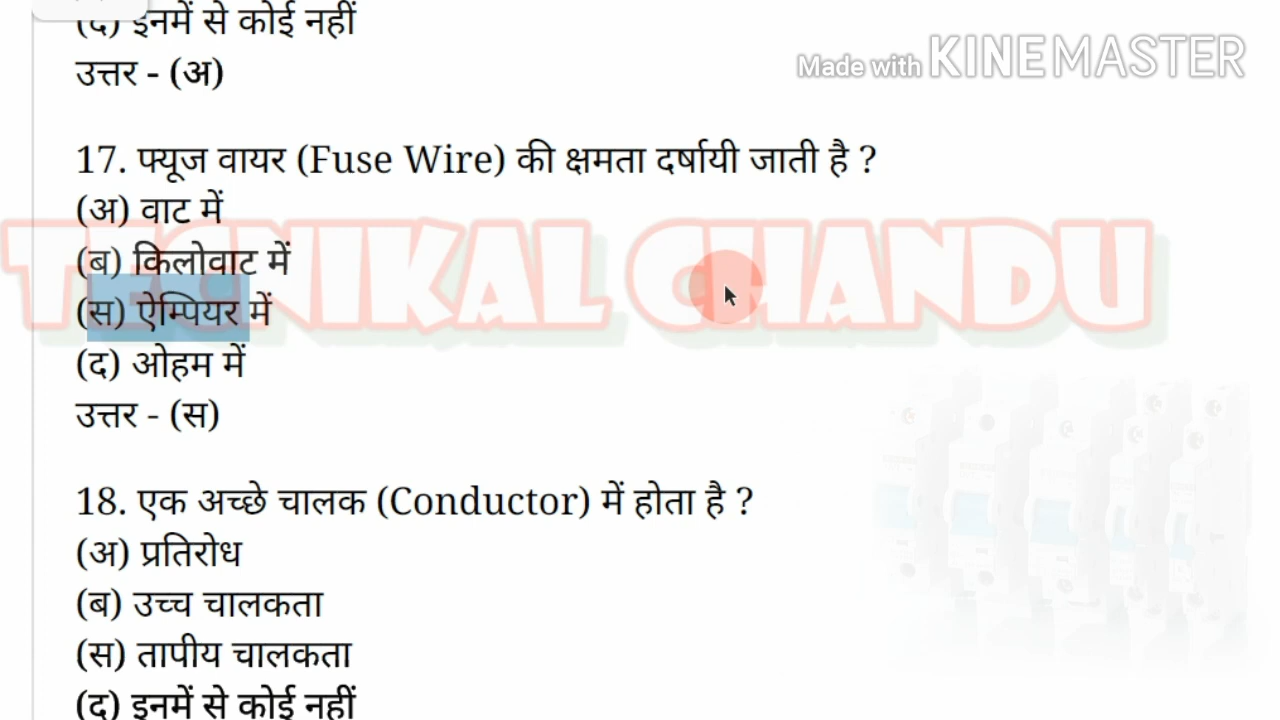 (द) इनमें से कोई नहीं
उत्तर - (अ)
Made with KINEMASTER
17. फ्यूज वायर (Fuse Wire) की क्षमता दर्षायी जाती है ?
(अ) वाट में
(ब) किलोवाट में
TECNIKAL CHANDU
(स) ऐम्पियर में
(द) ओहम में
उत्तर - (स)
18. एक अच्छे चालक (Conductor) में होता है ?
(अ) प्रतिरोध
(ब) उच्च चालकता
(स) तापीय चालकता
(द) इनमें से कोई नहीं